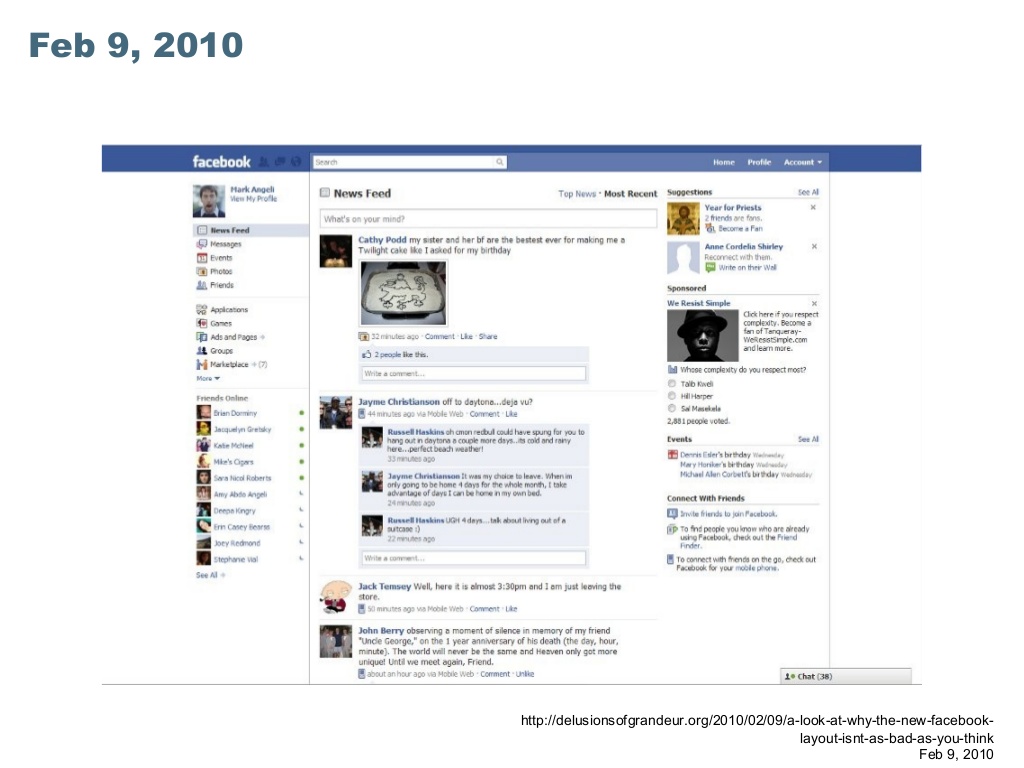 Feb 9, 2010
facebook
Search
Home
Profile
Account
Mark Angeli
View My Profile
News Feed
Messages
Events
Photos
Friends
Applications
Games
Ads and Pages
Groups
Marketplace (7)
More
Friends Online
Brian Dorminy
Jacquelyn Gretsky
Katie McNeel
Mike's Cigars
Sara Nicol Roberts
Amy Abdo Angeli
Deepa Kingry
Erin Casey Bearss
Joey Redmond
Stephanie Vial
See All
News Feed
Top News · Most Recent
What's on your mind?
Cathy Podd my sister and her bf are the bestest ever for making me a
Twilight cake like I asked for my birthday
32 minutes ago · Comment · Like · Share
2 people like this.
Write a comment...
Jayme Christianson off to daytona...deja vu?
44 minutes ago via Mobile Web · Comment · Like
Russell Haskins oh cmon redbull could have spung for you to
hang out in daytona a couple more days..its cold and rainy
here...perfect beach weather!
33 minutes ago
Jayme Christianson It was my choice to leave. When im
only going to be home 4 days for the whole month, I take
advantage of days I can be home in my own bed.
24 minutes ago
Russell Haskins UGH 4 days...talk about living out of a
suitcase :)
22 minutes ago
Write a comment...
Jack Temsey Well, here it is almost 3:30pm and I am just leaving the
store.
50 minutes ago via Mobile Web · Comment · Like
John Berry observing a moment of silence in memory of my friend
"Uncle George," on the 1 year anniversary of his death (the day, hour,
minute). The world will never be the same and Heaven only got more
unique! Until we meet again, Friend.
about an hour ago via Mobile Web · Comment · Unlike
Suggestions
See All
Year for Priests
2 friends are fans.
Become a Fan
Anne Cordelia Shirley
Reconnect with them.
Write on their Wall
Sponsored
We Resist Simple
Click here if you respect
complexity. Become a
fan of Tanqueray-
WeResistSimple.com
and learn more.
Whose complexity do you respect most?
Talib Kweli
Hill Harper
Sal Masekela
2,881 people voted.
Events
See All
Dennis Eder's birthday Wednesday
Mary Honiker's birthday Wednesday
Michael Allen Corbett's birthday Wednesday
Connect With Friends
Invite friends to join Facebook.
To find people you know who are already
using Facebook, check out the Friend
Finder.
To connect with friends on the go, check out
Facebook for your mobile phone.
Chat (38)
http://delusionsofgrandeur.org/2010/02/09/a-look-at-why-the-new-facebook-
layout-isnt-as-bad-as-you-think
Feb 9, 2010